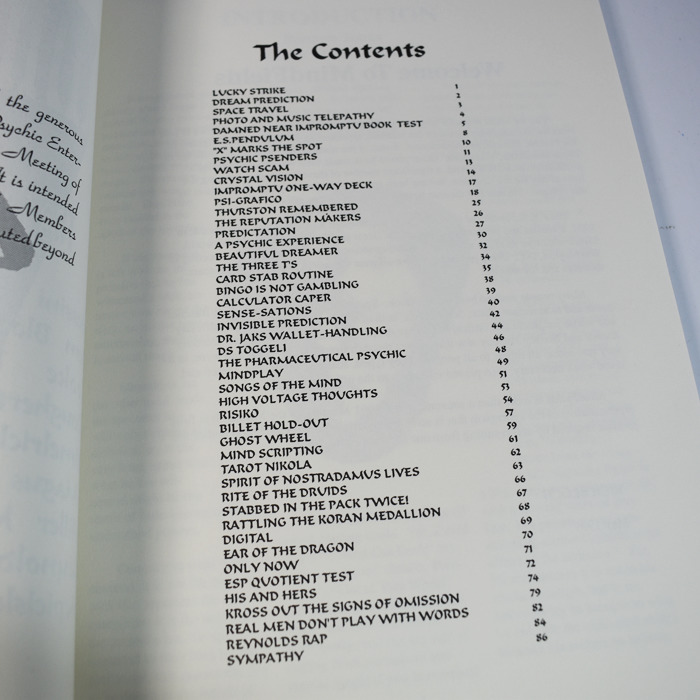 the generous
sychic Enter-
Meeting of
t is intended
Members
uted beyond
The Contents
LUCKY STRIKE 1
DREAM PREDICTION 2
SPACE TRAVEL 3
PHOTO AND MUSIC TELEPATHY 4
DAMNED NEAR IMPROMPTU BOOK TEST 5
E.S.PENDULUM 8
"X" MARKS THE SPOT 10
PSYCHIC PSENDERS 11
WATCH SCAM 13
CRYSTAL VISION 14
IMPROMPTU ONE-WAY DECK 17
PSI-GRAFICO 18
THURSTON REMEMBERED 25
THE REPUTATION MAKERS 26
PREDICTATION 27
A PSYCHIC EXPERIENCE 30
BEAUTIFUL DREAMER 32
THE THREE T'S 34
CARD STAB ROUTINE 35
BINGO IS NOT GAMBLING 38
CALCULATOR CAPER 39
SENSE-SATIONS 40
INVISIBLE PREDICTION 42
DR. JAKS WALLET-HANDLING 44
DS TOGGELI 46
THE PHARMACEUTICAL PSYCHIC 48
MINDPLAY 49
SONGS OF THE MIND 51
HIGH VOLTAGE THOUGHTS 53
RISIKO 54
BILLET HOLD-OUT 57
GHOST WHEEL 59
MIND SCRIPTING 61
TAROT NIKOLA 62
SPIRIT OF NOSTRADAMUS LIVES 63
RITE OF THE DRUIDS 66
STABBED IN THE PACK TWICE! 67
RATTLING THE KORAN MEDALLION 68
DIGITAL 69
EAR OF THE DRAGON 70
ONLY NOW 71
ESP QUOTIENT TEST 72
HIS AND HERS 74
KROSS OUT THE SIGNS OF OMISSION 79
REAL MEN DON'T PLAY WITH WORDS 82
REYNOLDS RAP 84
SYMPATHY 86